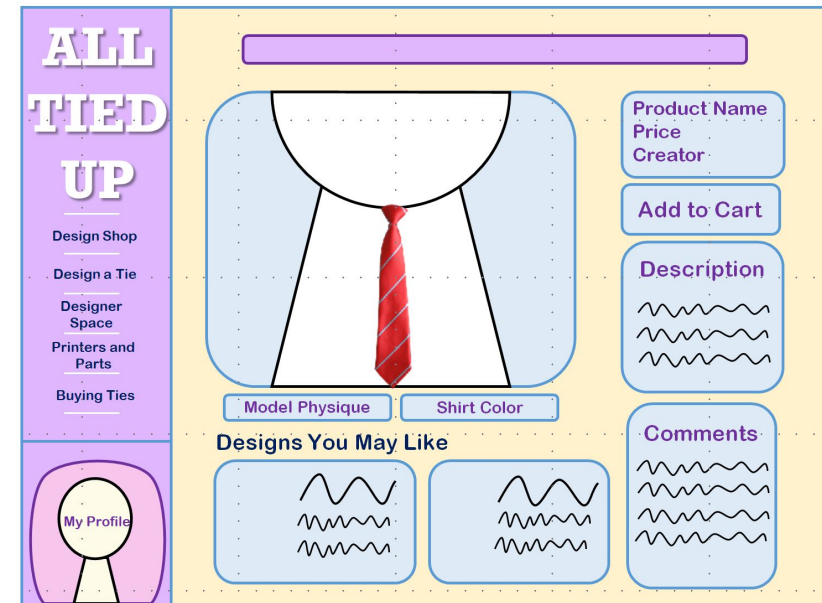 ALL
TIED
UP
Design Shop
Design a Tie
Designer
Space
Printers and
Parts
Buying Ties
My Profile
Product Name
Price
Creator
Add to Cart
Description
Model Physique
Shirt Color
Comments
Designs You May Like